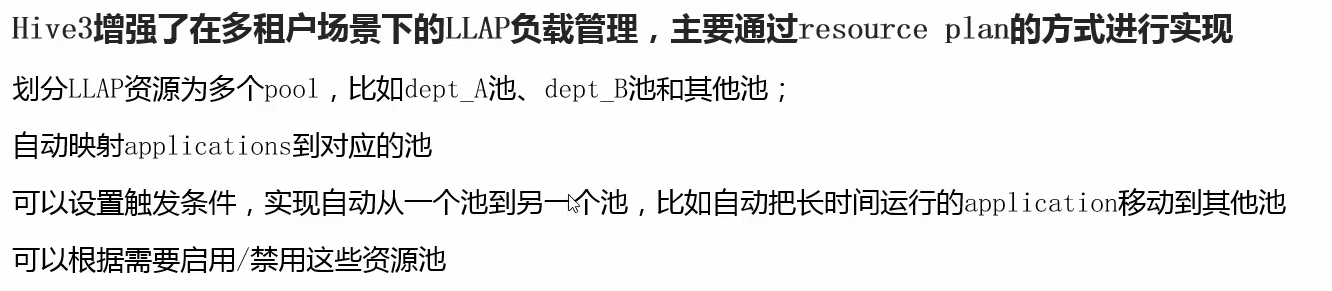 Hive3增强了在多租户场景下的LLAP负载管理，主要通过resource plan的方式进行实现
划分LLAP资源为多个pool，比如dept_A池、dept_B池和其他池；
自动映射applications到对应的池
可以设置触发条件，实现自动从一个池到另一个池，比如自动把长时间运行的application移动到其他池
可以根据需要启用/禁用这些资源池